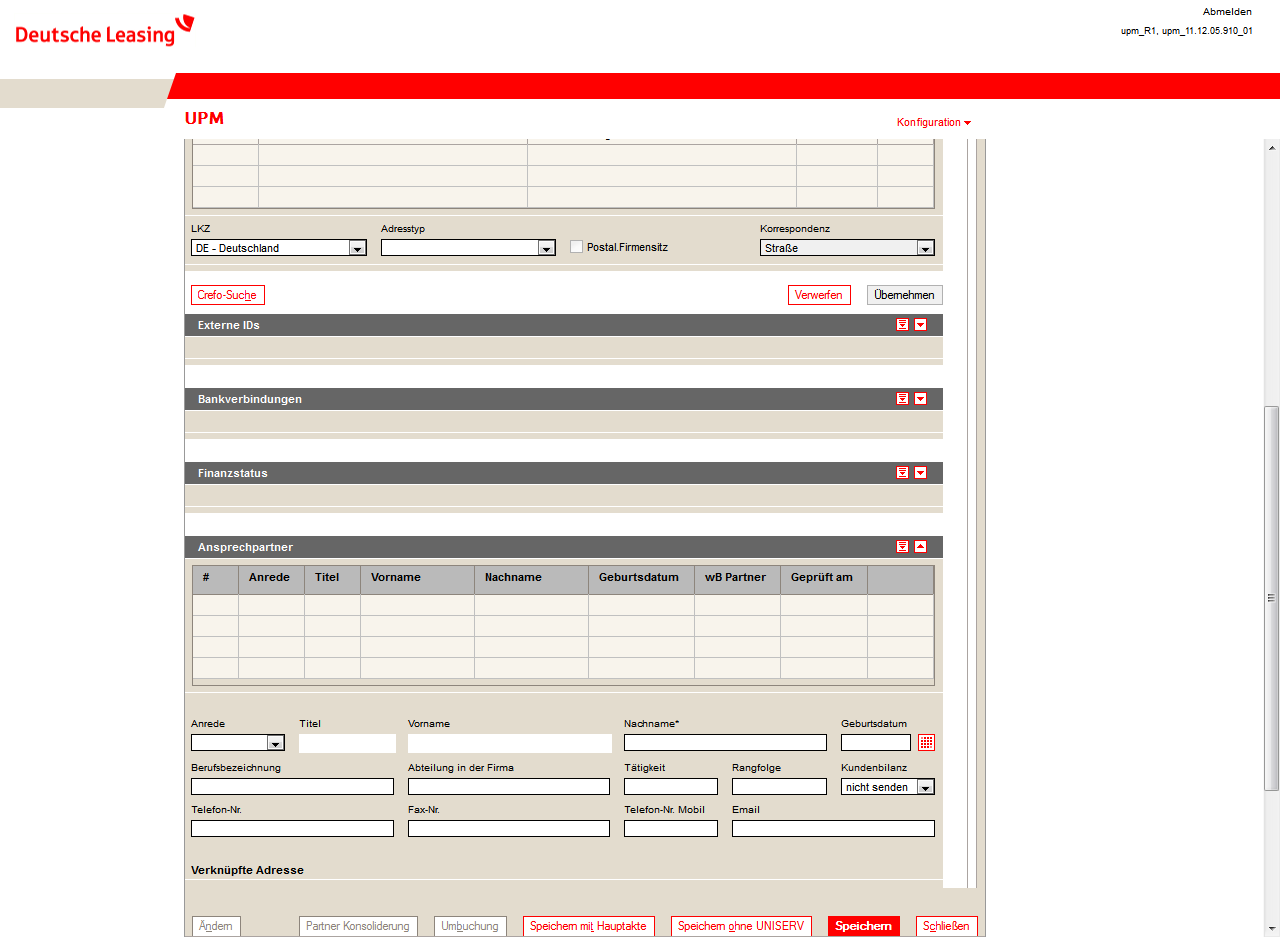 Abmelden
Deutsche Leasing
upm_R1, upm_11.12.05.910_01
UPM
Konfiguration
LKZ Adresstyp Korrespondenz
DE - Deutschland Postal.Firmensitz Straße
Crefo-Suche Verwerfen Übernehmen
Externe IDs
Bankverbindungen
Finanzstatus
Ansprechpartner
# Anrede Titel Vorname Nachname Geburtsdatum wB Partner Geprüft am
Anrede Titel Vorname Nachname* Geburtsdatum
Berufsbezeichnung Abteilung in der Firma Tätigkeit Rangfolge Kundenbilanz
nicht senden
Telefon-Nr. Fax-Nr. Telefon-Nr. Mobil Email
Verknüpfte Adresse
Ändern Partner Konsolidierung Umbuchung Speichern mit Hauptakte Speichern ohne UNISERV Speichern Schließen